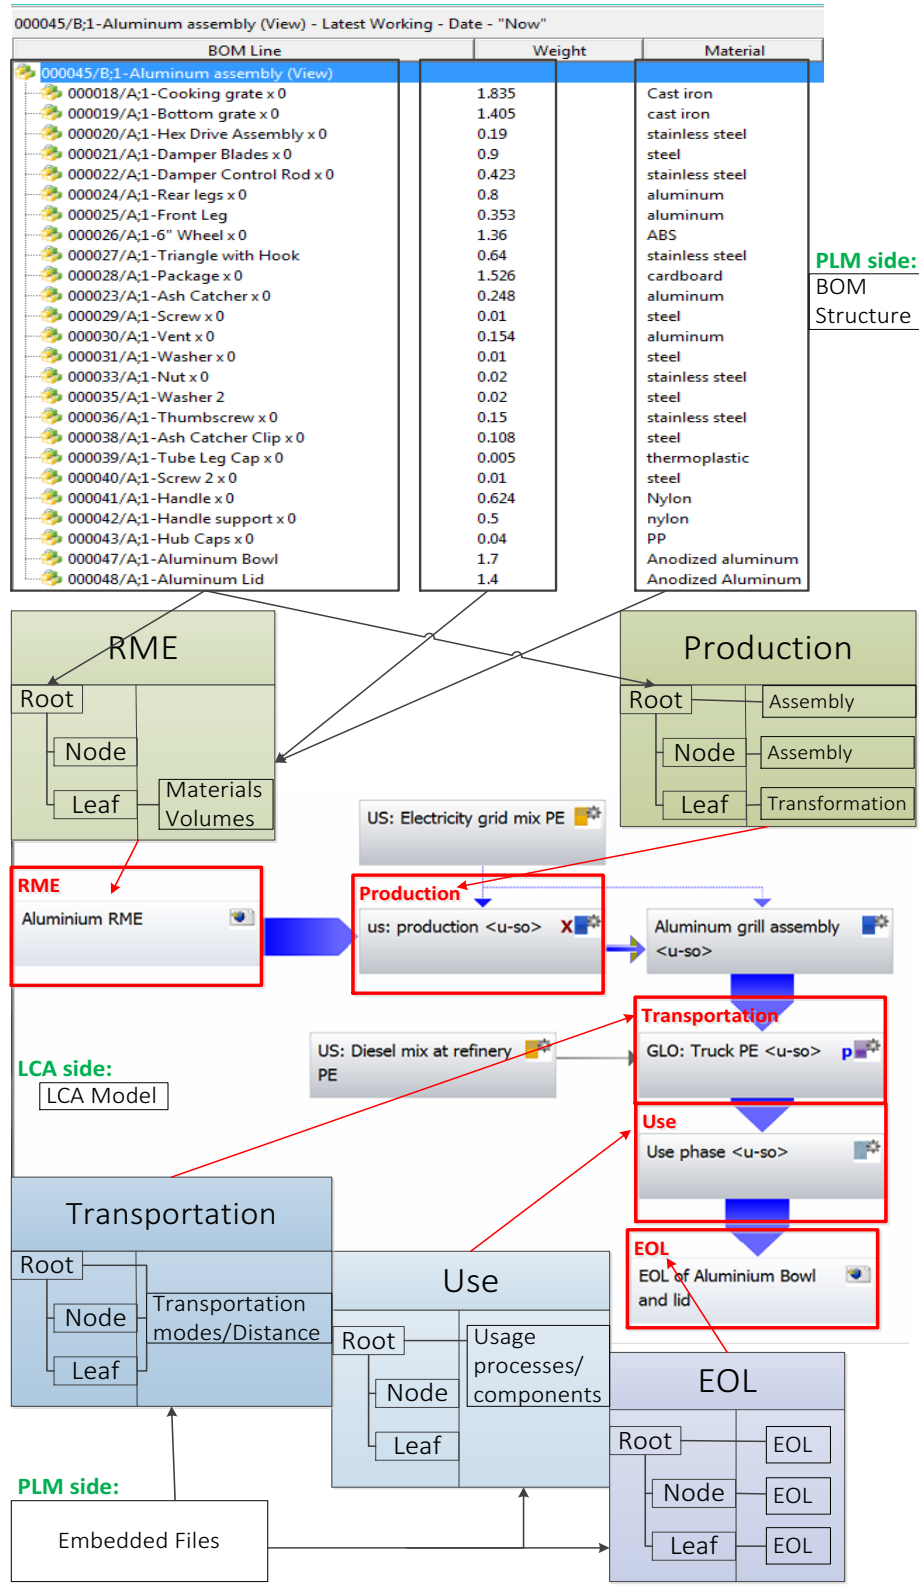 000045/B;1-Aluminum assembly (View) - Latest Working - Date - "Now"
BOM Line Weight Material
000045/B;1-Aluminum assembly (View)
000018/A;1-Cooking grate x 0 1.835 Cast iron
000019/A;1-Bottom grate x 0 1.405 cast iron
000020/A;1-Hex Drive Assembly x 0 0.19 stainless steel
000021/A;1-Damper Blades x 0 0.9 steel
000022/A;1-Damper Control Rod x 0 0.423 stainless steel
000024/A;1-Rear legs x 0 0.8 aluminum
000025/A;1-Front Leg 0.353 aluminum
000026/A;1-6" Wheel x 0 1.36 ABS
000027/A;1-Triangle with Hook 0.64 stainless steel
000028/A;1-Package x 0 1.526 cardboard
000023/A;1-Ash Catcher x 0 0.248 aluminum
000029/A;1-Screw x 0 0.01 steel
000030/A;1-Vent x 0 0.154 aluminum
000031/A;1-Washer x 0 0.01 steel
000033/A;1-Nut x 0 0.02 stainless steel
000035/A;1-Washer 2 0.02 steel
000036/A;1-Thumbscrew x 0 0.15 stainless steel
000038/A;1-Ash Catcher Clip x 0 0.108 steel
000039/A;1-Tube Leg Cap x 0 0.005 thermoplastic
000040/A;1-Screw 2 x 0 0.01 steel
000041/A;1-Handle x 0 0.624 Nylon
000042/A;1-Handle support x 0 0.5 nylon
000043/A;1-Hub Caps x 0 0.04 PP
000047/A;1-Aluminum Bowl 1.7 Anodized aluminum
000048/A;1-Aluminum Lid 1.4 Anodized Aluminum
PLM side:
BOM
Structure
RME
Root
Node
Leaf
Materials
Volumes
Production
Root
Assembly
Node
Assembly
Leaf
Transformation
US: Electricity grid mix PE
RME
Aluminium RME
Production
us: production <u-so> X
Aluminum grill assembly
<u-so>
Transportation
GLO: Truck PE <u-so> p
US: Diesel mix at refinery
PE
LCA side:
LCA Model
Use
Use phase <u-so>
EOL
EOL of Aluminium Bowl
and lid
Transportation
Root
Node
Leaf
Transportation
modes/Distance
Use
Root
Node
Leaf
Usage
processes/
components
EOL
Root
EOL
Node
EOL
Leaf
EOL
PLM side:
Embedded Files